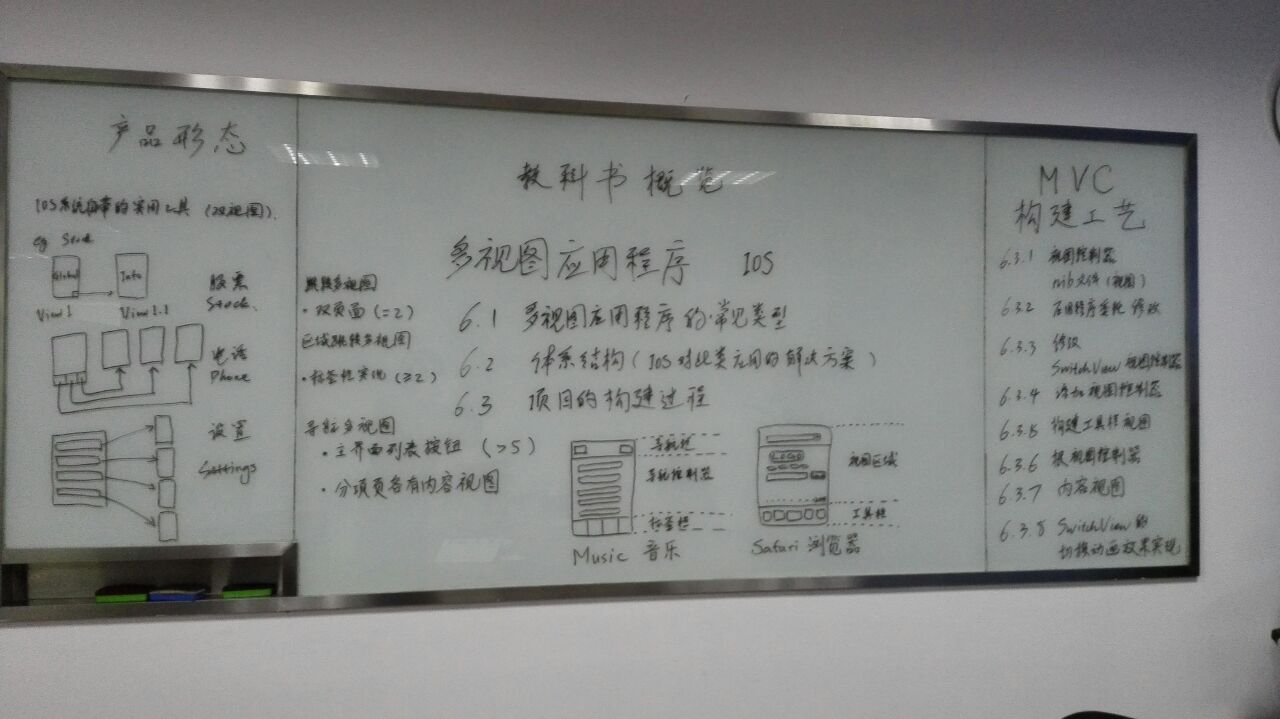 产品形态
IOS系统自带的实用工具(双视图).
eg Stock
Global
Info
View 1
View 1.1
股票
Stock.
电话
Phone
设置
Settings
教科书概览
多视图应用程序 IOS
跳转多视图
·双页面(=2)
区域跳转多视图
·标签栏实现(≥2)
导航多视图
·主界面列表按钮(>5)
·分项页各有内容视图
6.1 多视图应用程序的常见类型
6.2 体系结构(IOS对此类应用的解决方案)
6.3 项目的构建过程
导航栏
导航控制器
标签栏
Music 音乐
LOGO
视图区域
工具栏
Safari 浏览器
MVC
构建工艺
6.3.1 视图控制器
nib文件(视图)
6.3.2 应用程序委托 修改
6.3.3 修改
SwitchView视图控制器
6.3.4 添加视图控制器
6.3.5 构建工具栏视图
6.3.6 根视图控制器
6.3.7 内容视图
6.3.8 SwitchView的
切换动画效果实现